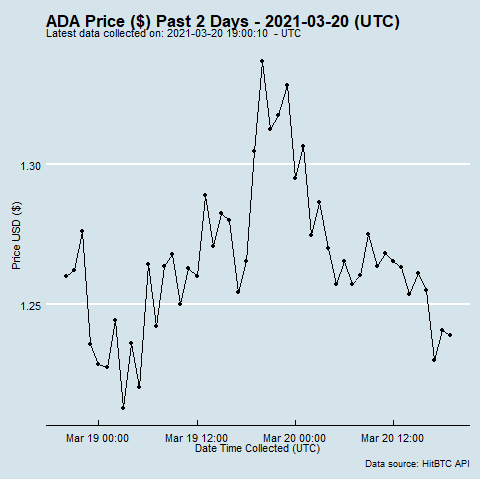 ADA Price ($) Past 2 Days - 2021-03-20 (UTC)
Latest data collected on: 2021-03-20 19:00:10  - UTC
1.30
Price USD ($)
1.25
Mar 19 00:00 Mar 19 12:00 Mar 20 00:00 Mar 20 12:00
Date Time Collected (UTC)
Data source: HitBTC API